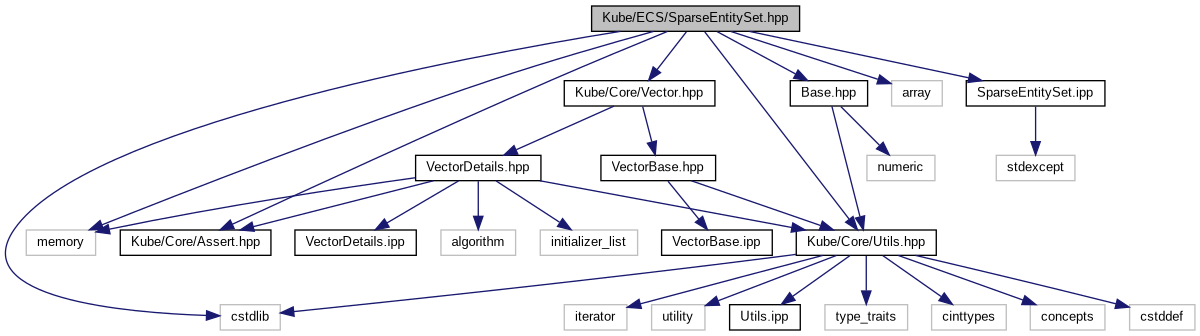 Kube/ECS/SparseEntitySet.hpp
Kube/Core/Vector.hpp
Base.hpp
array
SparseEntitySet.ipp
VectorDetails.hpp
VectorBase.hpp
numeric
stdexcept
memory
Kube/Core/Assert.hpp
VectorDetails.ipp
algorithm
initializer_list
VectorBase.ipp
Kube/Core/Utils.hpp
cstdlib
iterator
utility
Utils.ipp
type_traits
cinttypes
concepts
cstddef